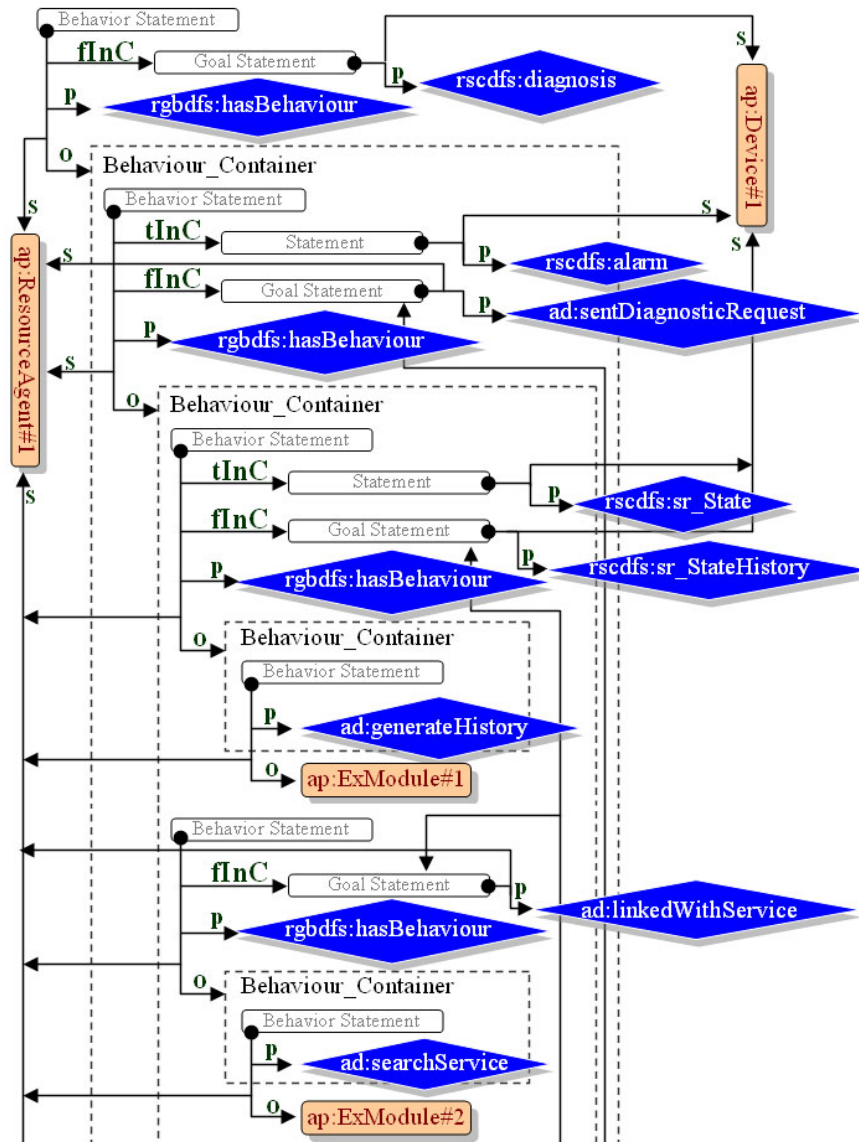 Behavior Statement
fInC
Goal Statement
p
rscdfs:diagnosis
s
p
rgbdfs:hasBehaviour
ap:Device#1
o
Behaviour_Container
Behavior Statement
s
tInC
Statement
s
p
rscdfs:alarm
s
s
ap:ResourceAgent#1
fInC
Goal Statement
p
ad:sentDiagnosticRequest
p
rgbdfs:hasBehaviour
s
o
Behaviour_Container
Behavior Statement
tInC
Statement
p
rscdfs:sr_State
s
fInC
Goal Statement
p
rscdfs:sr_StateHistory
p
rgbdfs:hasBehaviour
o
Behaviour_Container
Behavior Statement
p
ad:generateHistory
o
ap:ExModule#1
Behavior Statement
fInC
Goal Statement
p
ad:linkedWithService
p
rgbdfs:hasBehaviour
o
Behaviour_Container
Behavior Statement
p
ad:searchService
o
ap:ExModule#2